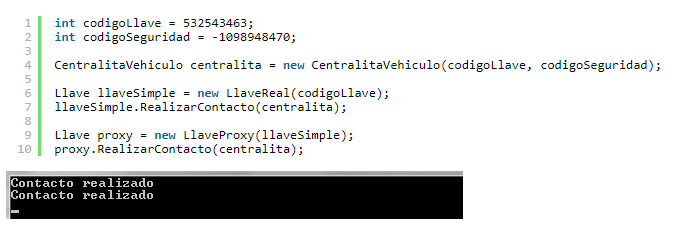 1 int codigoLlave = 532543463;
2 int codigoSeguridad = -1098948470;
3
4 CentralitaVehiculo centralita = new CentralitaVehiculo(codigoLlave, codigoSeguridad);
5
6 Llave llaveSimple = new LlaveReal(codigoLlave);
7 llaveSimple.RealizarContacto(centralita);
8
9 Llave proxy = new LlaveProxy(llaveSimple);
10 proxy.RealizarContacto(centralita);
Contacto realizado
Contacto realizado